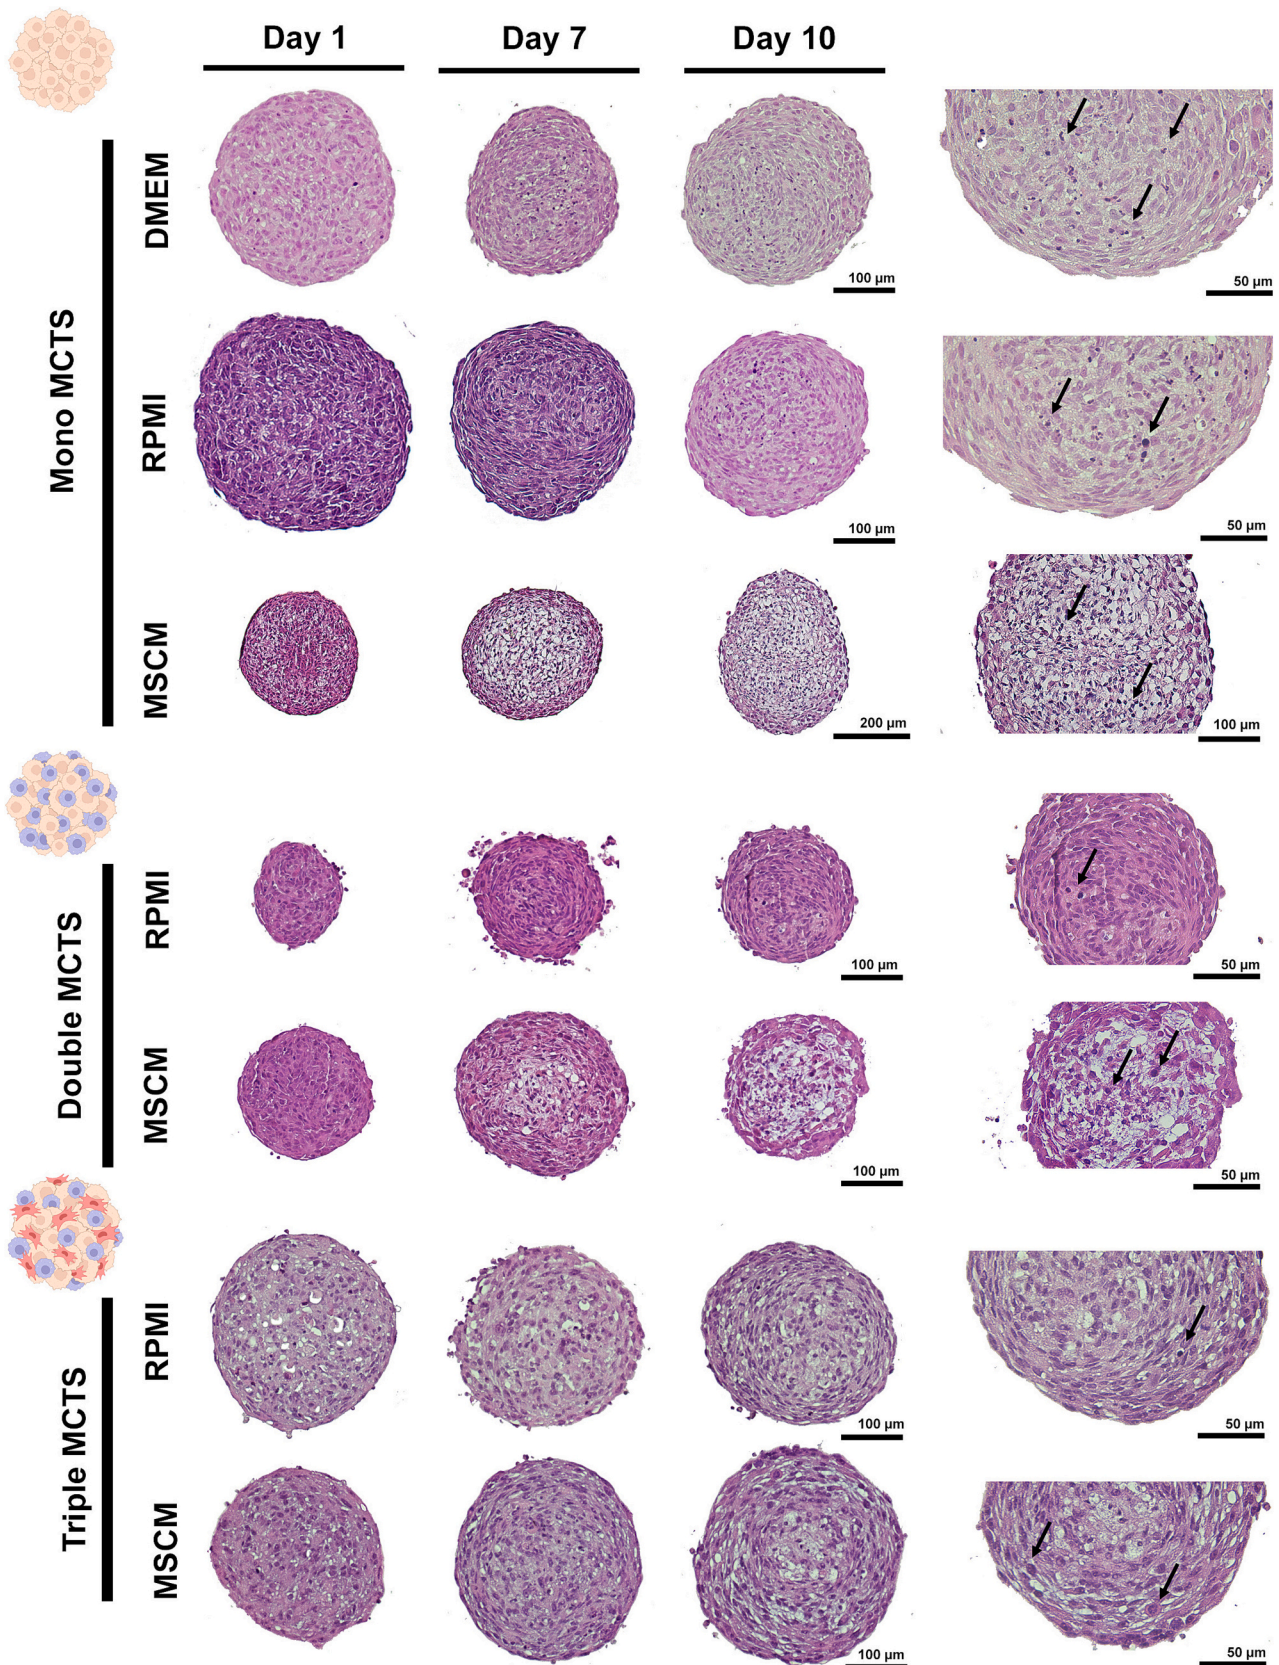 Day 1
Day 7
Day 10
Mono MCTS
DMEM
100 µm
50 µm
RPMI
100 µm
50 µm
MSCM
200 µm
100 µm
Double MCTS
RPMI
100 µm
50 µm
MSCM
100 µm
50 µm
Triple MCTS
RPMI
100 µm
50 µm
MSCM
100 µm
50 µm